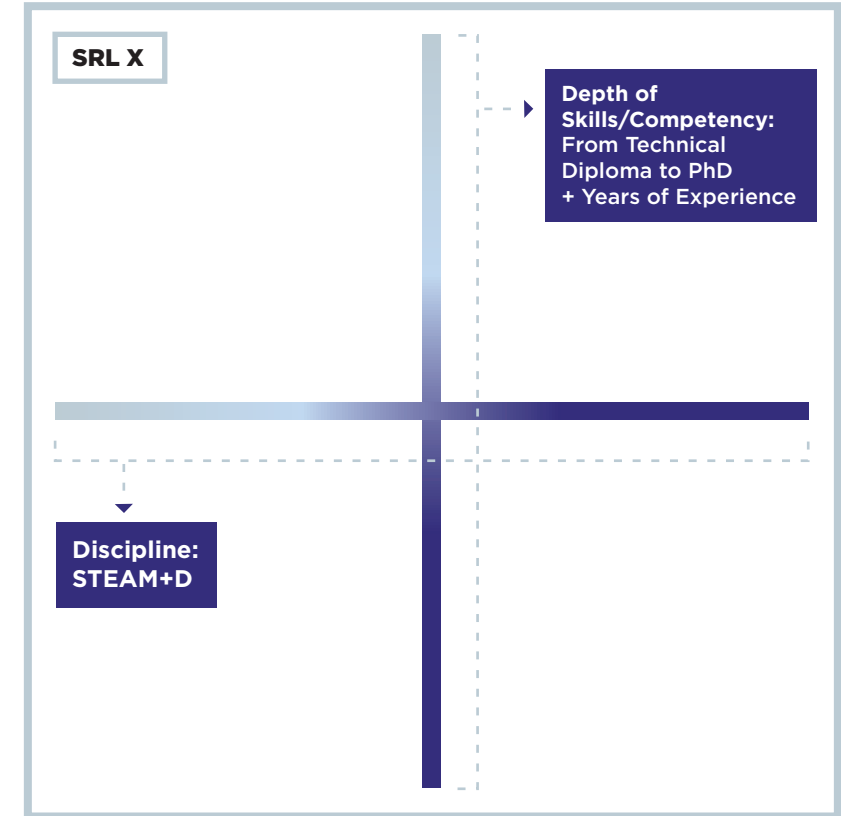 SRL X
Depth of
Skills/Competency:
From Technical
Diploma to PhD
+ Years of Experience
Discipline:
STEAM+D